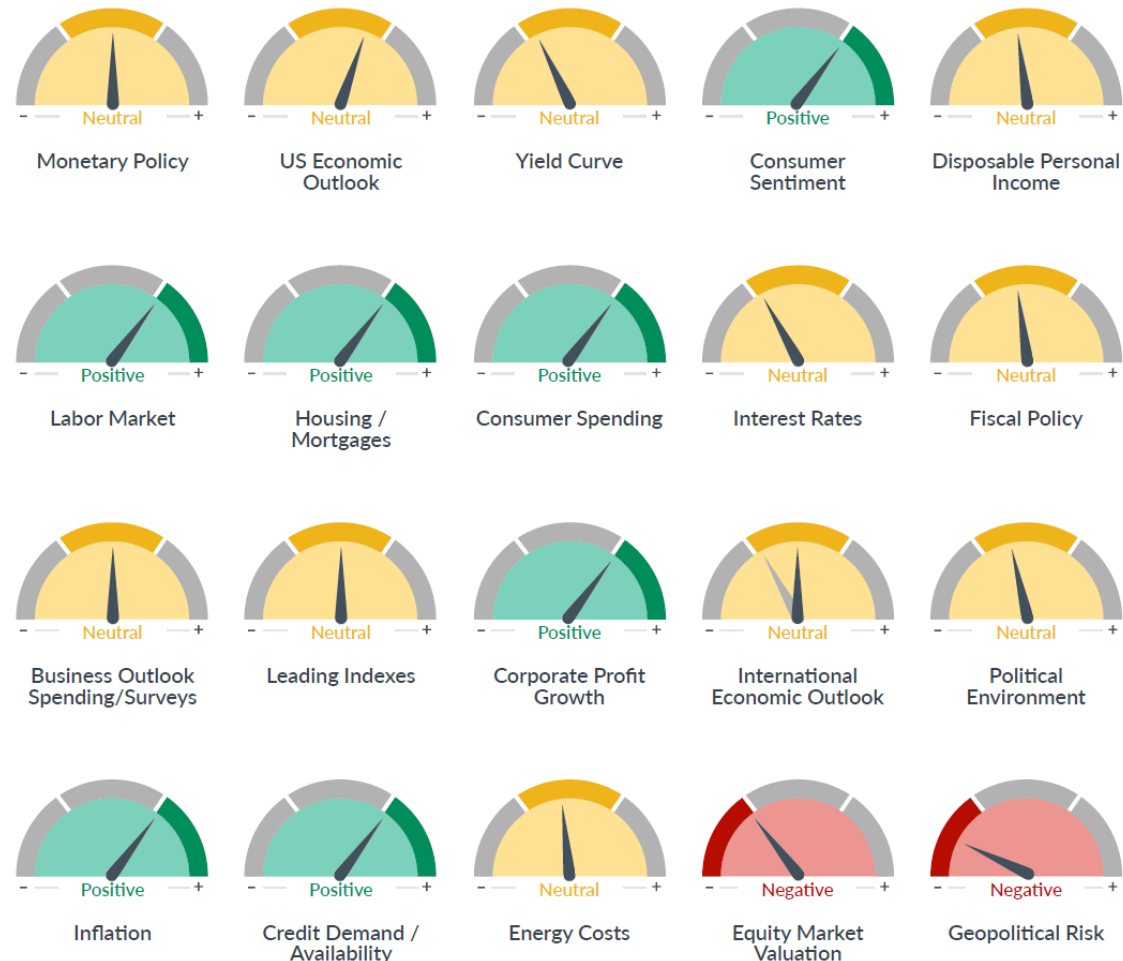 - Neutral +
- Neutral +
- Neutral +
- Positive +
- Neutral +
Monetary Policy
US Economic
Outlook
Yield Curve
Consumer
Sentiment
Disposable Personal
Income
- Positive +
- Positive +
- Positive +
- Neutral +
- Neutral +
Labor Market
Housing /
Mortgages
Consumer Spending
Interest Rates
Fiscal Policy
- Neutral +
- Neutral +
- Positive +
- Neutral +
- Neutral +
Business Outlook
Spending/Surveys
Leading Indexes
Corporate Profit
Growth
International
Economic Outlook
Political
Environment
- Positive +
- Positive +
- Neutral +
- Negative +
- Negative +
Inflation
Credit Demand /
Availability
Energy Costs
Equity Market
Valuation
Geopolitical Risk